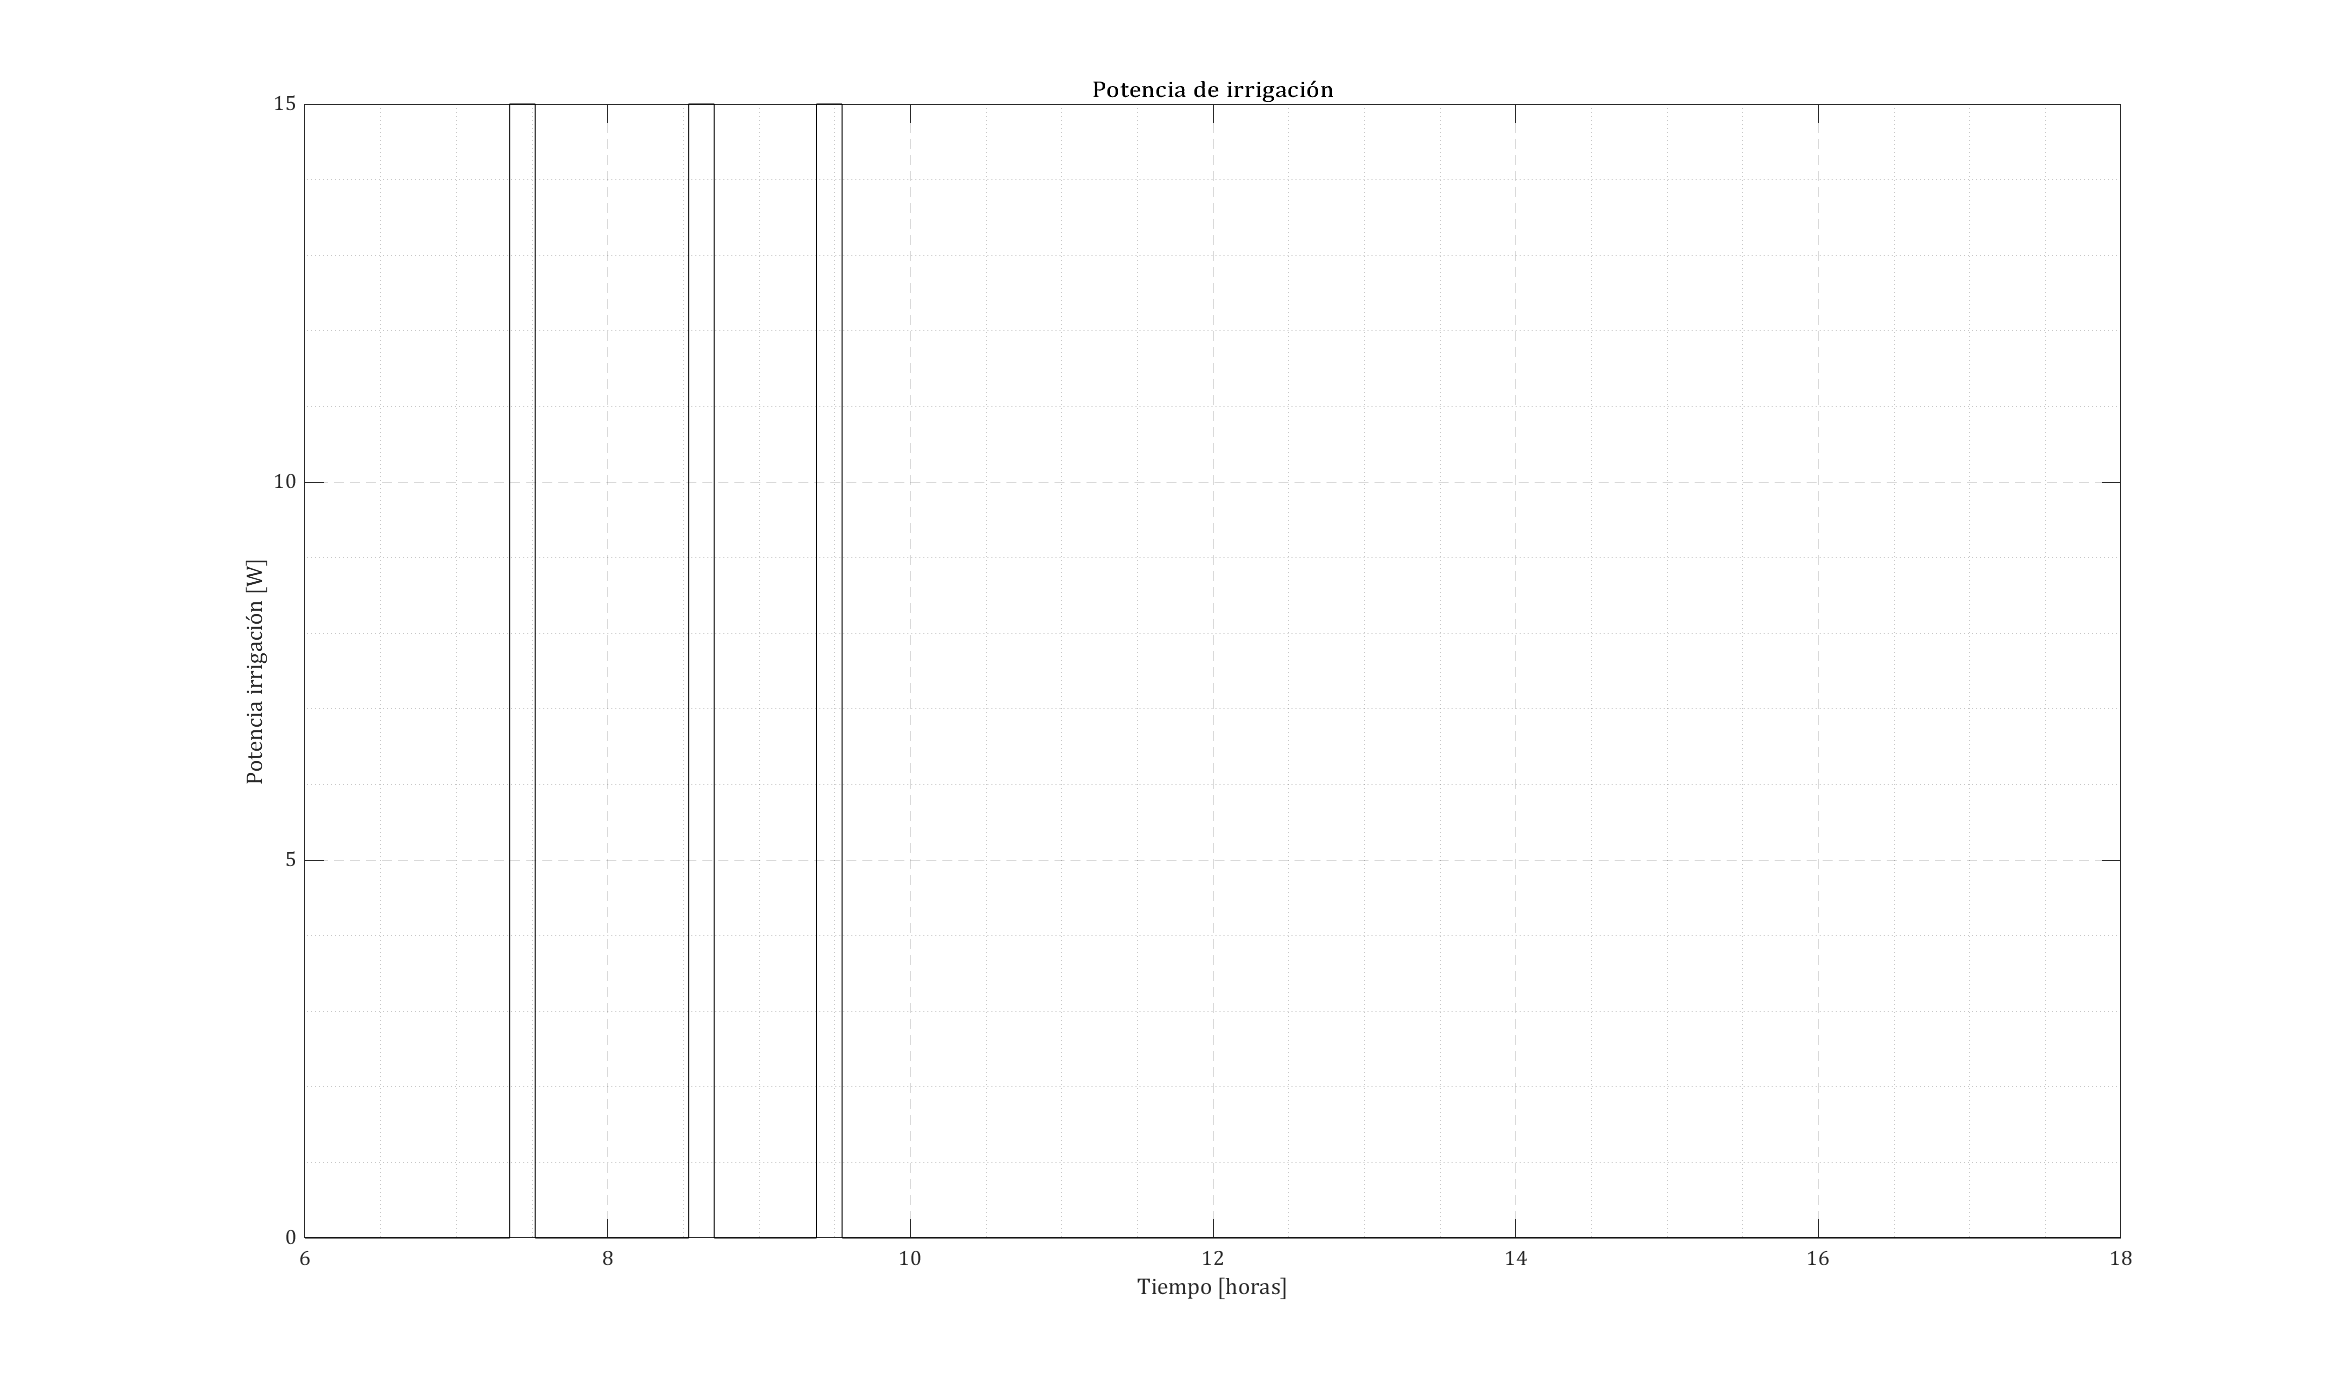 Potencia de irrigación
15
10
5
0
Potencia irrigación [W]
6 8 10 12 14 16 18
Tiempo [horas]